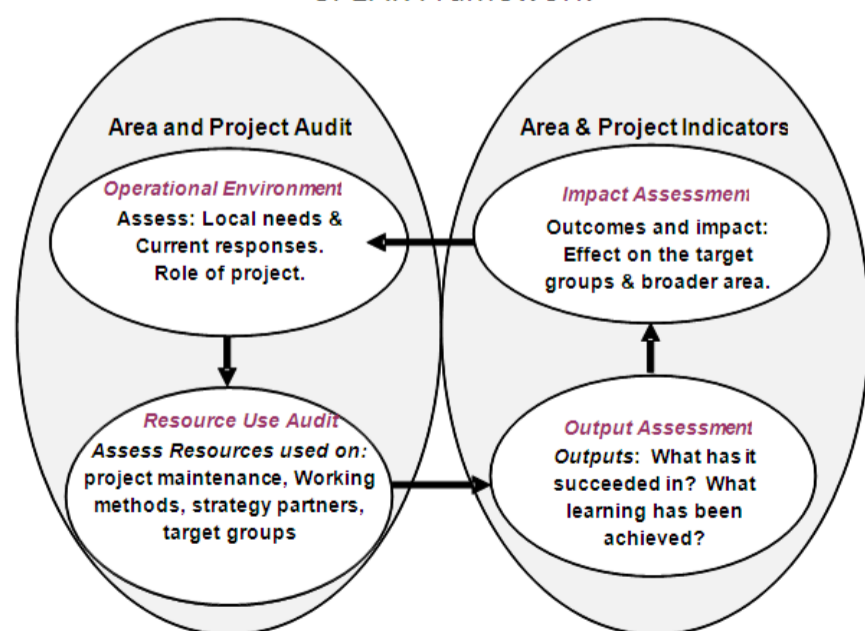 Area and Project Audit
Operational Environment
Assess: Local needs &
Current responses.
Role of project.
Resource Use Audit
Assess Resources used on:
project maintenance, Working
methods, strategy partners,
target groups
Area & Project Indicators
Impact Assessment
Outcomes and impact:
Effect on the target
groups & broader area.
Output Assessment
Outputs: What has it
succeeded in? What
learning has been
achieved?